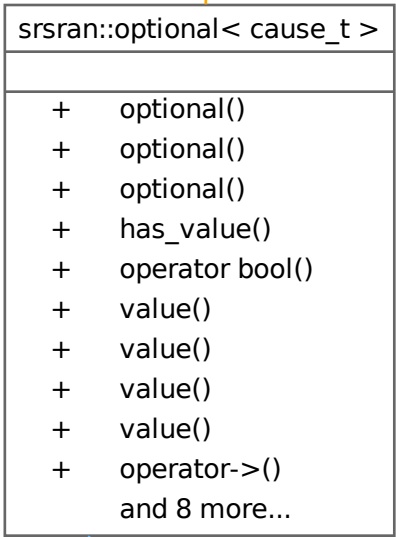 srsran::optional< cause_t >
+ optional()
+ optional()
+ optional()
+ has_value()
+ operator bool()
+ value()
+ value()
+ value()
+ value()
+ operator->()
and 8 more...